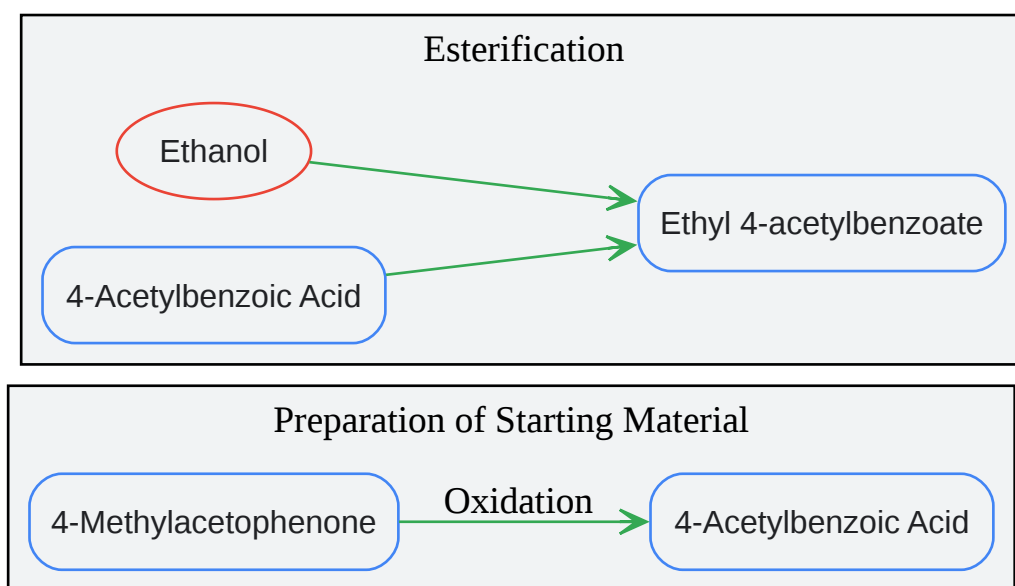 Esterification
Ethanol
Ethyl 4-acetylbenzoate
4-Acetylbenzoic Acid
Preparation of Starting Material
4-Methylacetophenone
Oxidation
4-Acetylbenzoic Acid